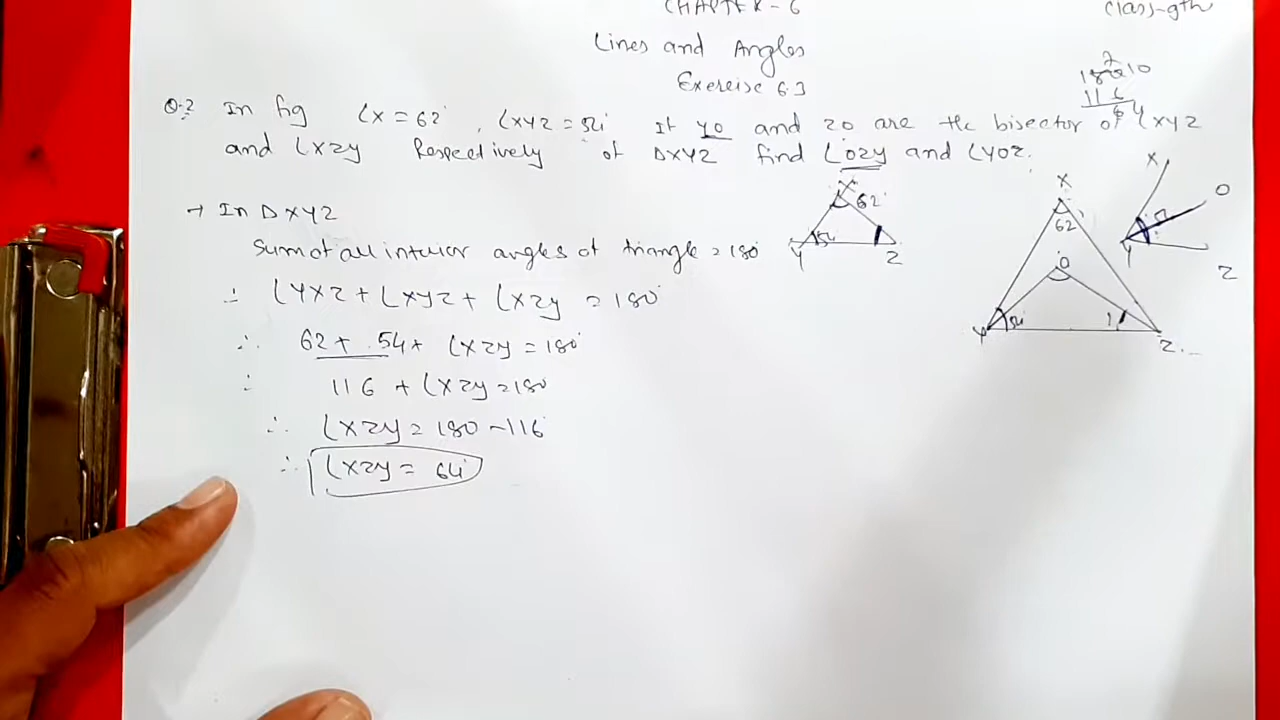 CHAPTER-6
Class-9th
Lines and Angles
Exercise 6.3
Q-2 In fig ∠X=62° , ∠XYZ=54° If YO and ZO are the bisector of ∠XYZ
and ∠XZY Respectively of ΔXYZ find ∠OZY and ∠YOZ.
→ In ΔXYZ
Sum of all interior angles of triangle = 180
∴ ∠YXZ + ∠XYZ + ∠XZY = 180°
∴ 62 + 54 + ∠XZY = 180°
∴ 116 + ∠XZY = 180
∴ ∠XZY = 180 - 116°
∴ ∠XZY = 64°
116
64
X
62°
54
Y
Z
X
62°
O
54
Y
Z
X
O
Y
Z